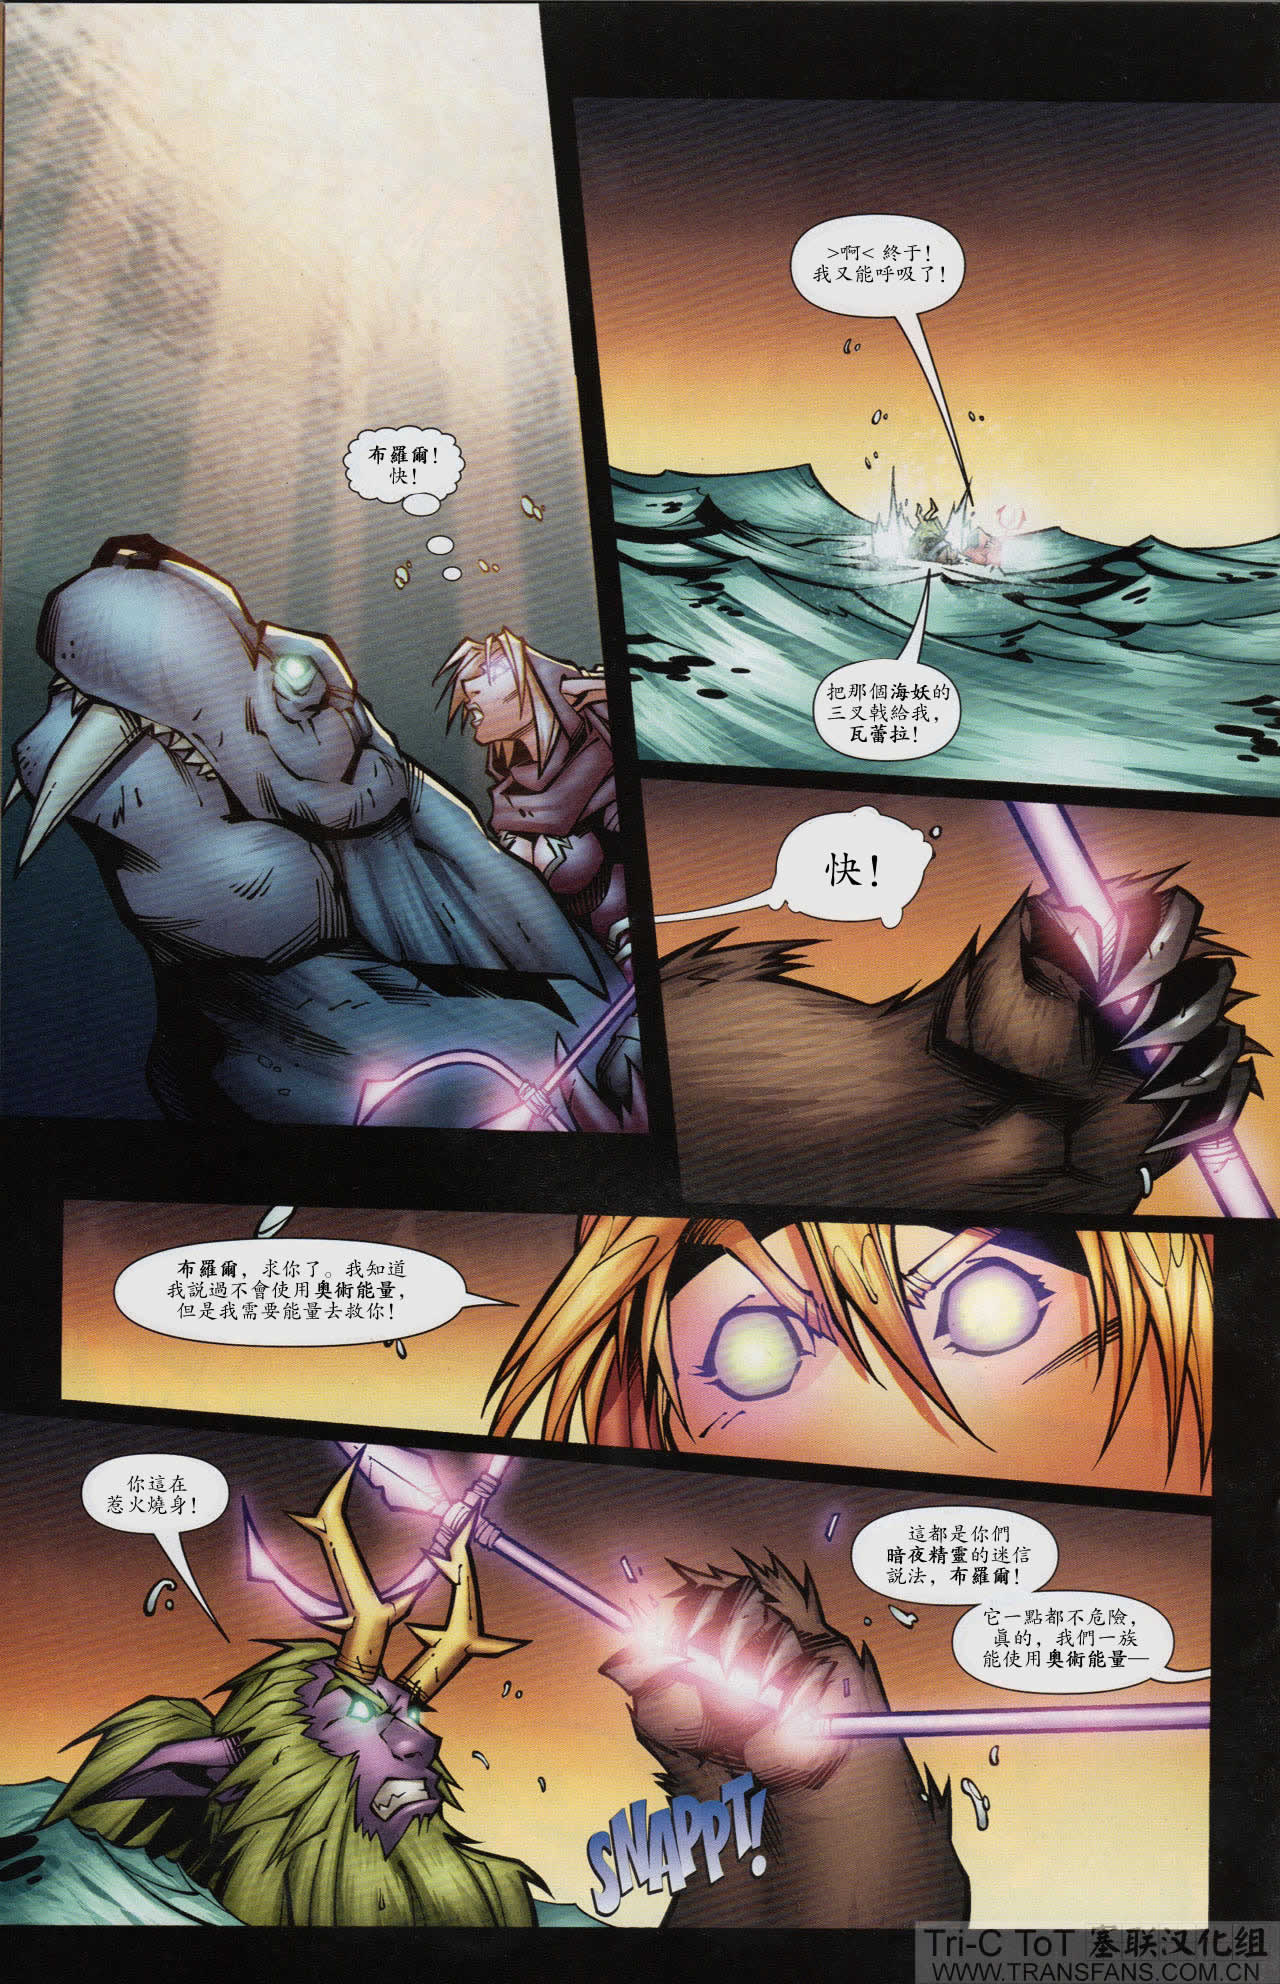 布羅爾！
快！
>啊< 終于！
我又能呼吸了！
把那個海妖的
三叉戟給我，
瓦蕾拉！
快！
布羅爾，求你了。我知道
我說過不會使用奧術能量，
但是我需要能量去救你！
你這在
惹火燒身！
這都是你們
暗夜精靈的迷信
說法，布羅爾！
它一點都不危險，
真的，我們一族
能使用奧術能量—
SNAPPT!
Tri-C ToT 塞联汉化组
WWW.TRANSFANS.COM.CN